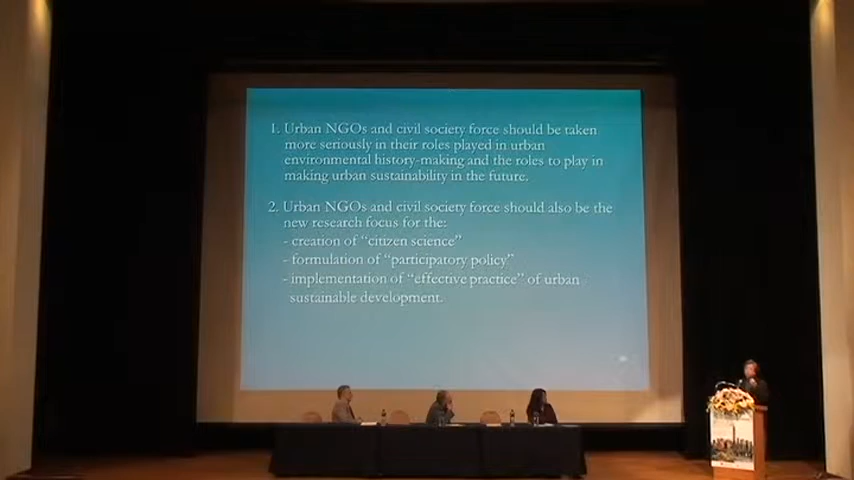 1. Urban NGOs and civil society force should be taken
more seriously in their roles played in urban
environmental history-making and the roles to play in
making urban sustainability in the future.
2. Urban NGOs and civil society force should also be the
new research focus for the:
- creation of “citizen science”
- formulation of “participatory policy”
- implementation of “effective practice” of urban
sustainable development.